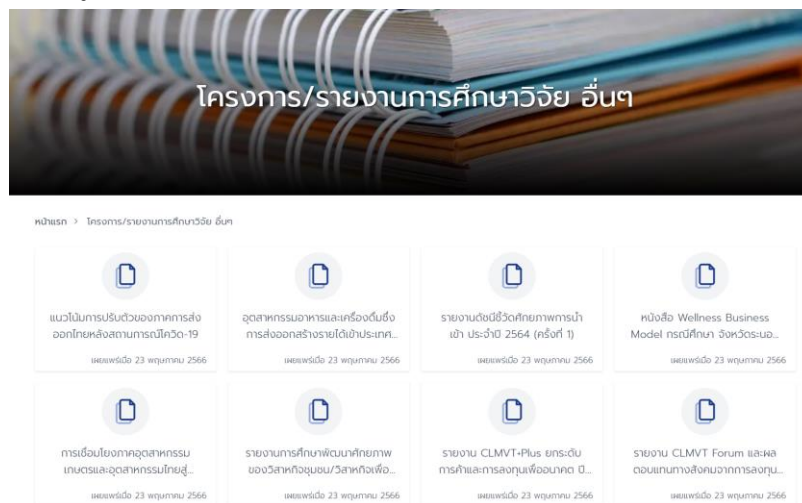 โครงการ/รายงานการศึกษาวิจัย อื่นๆ
หน้าแรก > โครงการ/รายงานการศึกษาวิจัย อื่นๆ
แนวโน้มการปรับตัวของภาคการส่ง
ออกไทยหลังสถานการณ์โควิด-19
เผยแพร่เมื่อ 23 พฤษภาคม 2566
อุตสาหกรรมอาหารและเครื่องดื่มซึ่ง
การส่งออกสร้างรายได้เข้าประเทศ...
เผยแพร่เมื่อ 23 พฤษภาคม 2566
รายงานดัชนีชี้วัดศักยภาพการนำ
เข้า ประจำปี 2564 (ครั้งที่ 1)
เผยแพร่เมื่อ 23 พฤษภาคม 2566
หนังสือ Wellness Business
Model กรณีศึกษา จังหวัดระนอ...
เผยแพร่เมื่อ 23 พฤษภาคม 2566
การเชื่อมโยงภาคอุตสาหกรรม
เกษตรและอุตสาหกรรมไทยสู่...
เผยแพร่เมื่อ 23 พฤษภาคม 2566
รายงานการศึกษาพัฒนาศักยภาพ
ของวิสาหกิจชุมชน/วิสาหกิจเพื่อ...
เผยแพร่เมื่อ 23 พฤษภาคม 2566
รายงาน CLMVT+Plus ยกระดับ
การค้าและการลงทุนเพื่ออนาคต ปี...
เผยแพร่เมื่อ 23 พฤษภาคม 2566
รายงาน CLMVT Forum และผล
ตอบแทนทางสังคมจากการลงทุน...
เผยแพร่เมื่อ 23 พฤษภาคม 2566